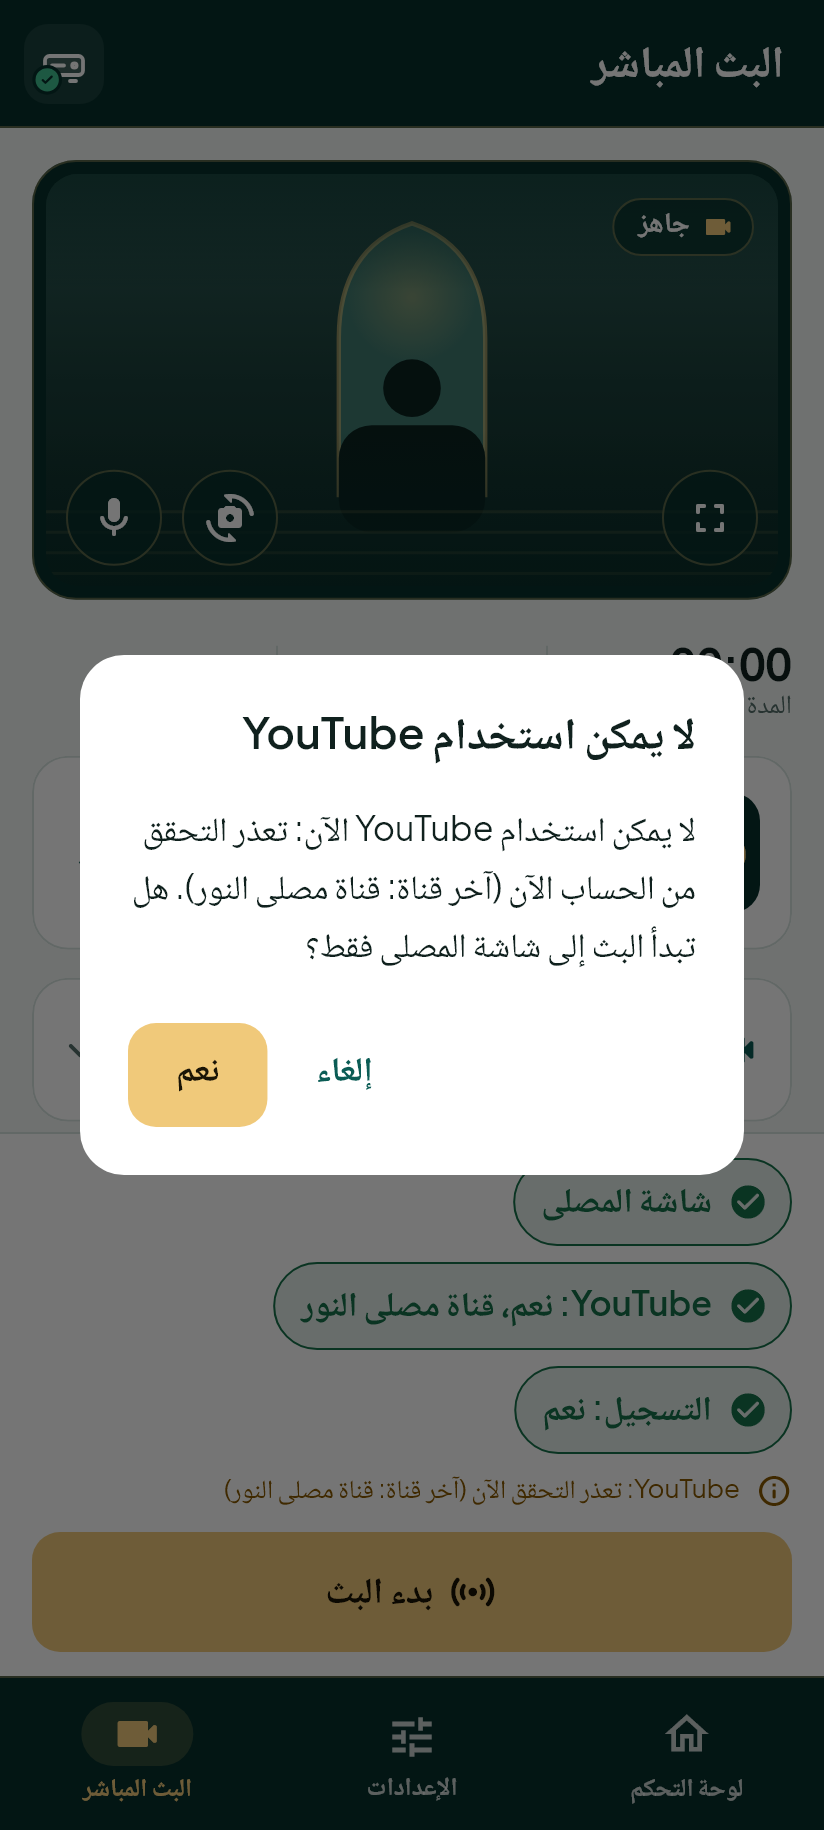 البث المباشر
جاهز
00:00
المدة
لا يمكن استخدام YouTube
لا يمكن استخدام YouTube الآن: تعذر التحقق
من الحساب الآن (آخر قناة: قناة مصلى النور). هل
تبدأ البث إلى شاشة المصلى فقط؟
إلغاء
نعم
شاشة المصلى
YouTube: نعم، قناة مصلى النور
التسجيل: نعم
YouTube: تعذر التحقق الآن (آخر قناة: قناة مصلى النور)
بدء البث
لوحة التحكم
الإعدادات
البث المباشر